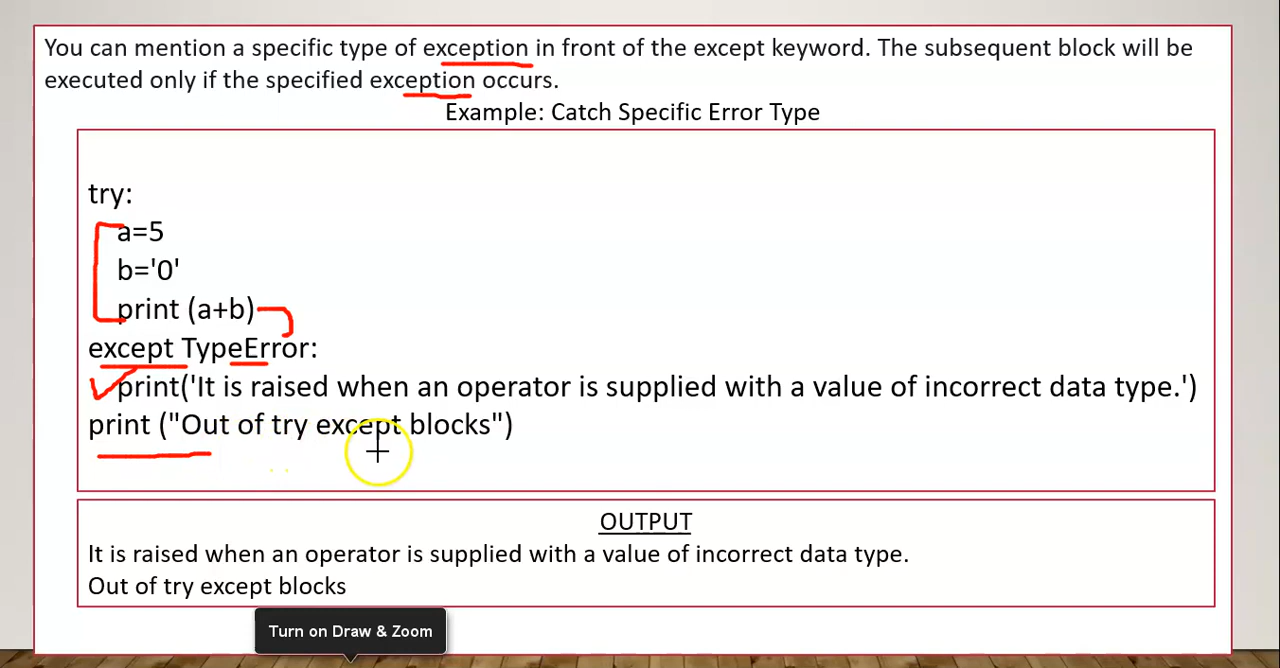 You can mention a specific type of exception in front of the except keyword. The subsequent block will be
executed only if the specified exception occurs.
Example: Catch Specific Error Type
try:
a=5
b='0'
print (a+b)
except TypeError:
print('It is raised when an operator is supplied with a value of incorrect data type.')
print ("Out of try except blocks")
OUTPUT
It is raised when an operator is supplied with a value of incorrect data type.
Out of try except blocks
Turn on Draw & Zoom